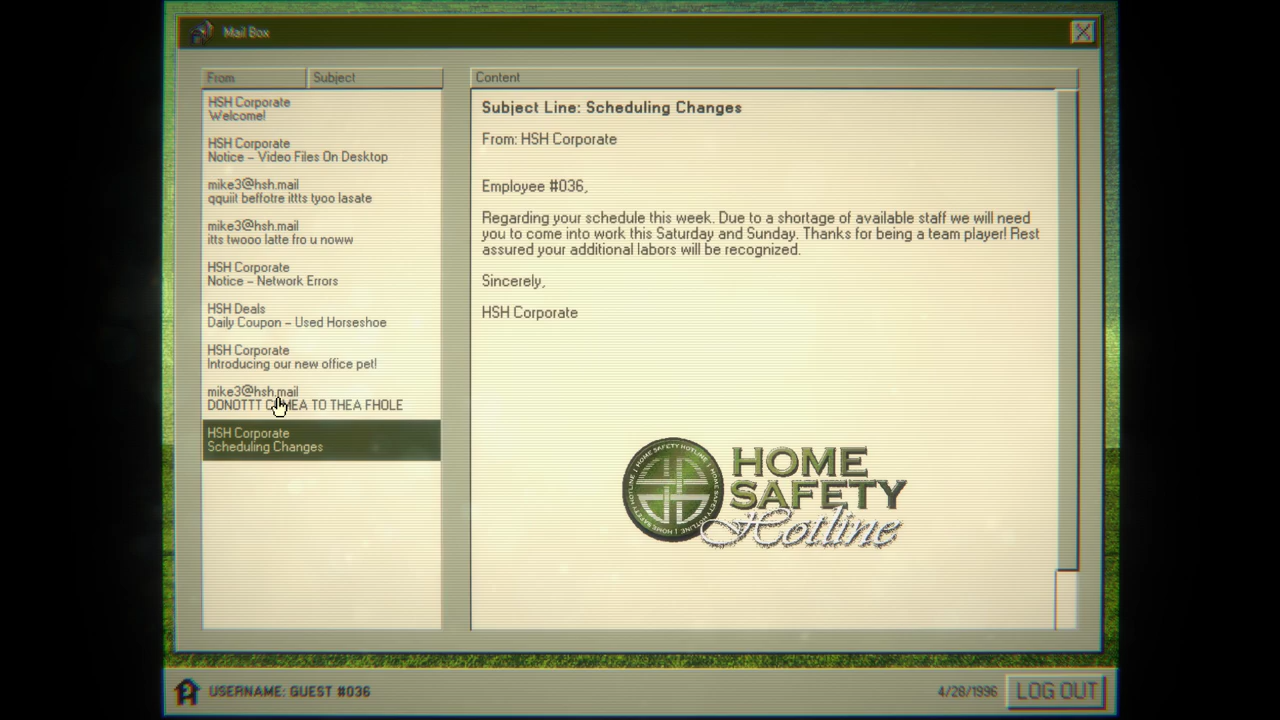 Mail Box
From
Subject
Content
HSH Corporate
Welcome!
HSH Corporate
Notice – Video Files On Desktop
mike3@hsh.mail
qquiit beffotre ittts tyoo lasate
mike3@hsh.mail
itts twooo latte fro u noww
HSH Corporate
Notice – Network Errors
HSH Deals
Daily Coupon – Used Horseshoe
HSH Corporate
Introducing our new office pet!
mike3@hsh.mail
DONOTTT TO THEA FHOLE
HSH Corporate
Scheduling Changes
Subject Line: Scheduling Changes
From: HSH Corporate
Employee #036,
Regarding your schedule this week. Due to a shortage of available staff we will need
you to come into work this Saturday and Sunday. Thanks for being a team player! Rest
assured your additional labors will be recognized.
Sincerely,
HSH Corporate
HOME
SAFETY
Hotline
USERNAME: GUEST #036
4/28/1996
LOG OUT